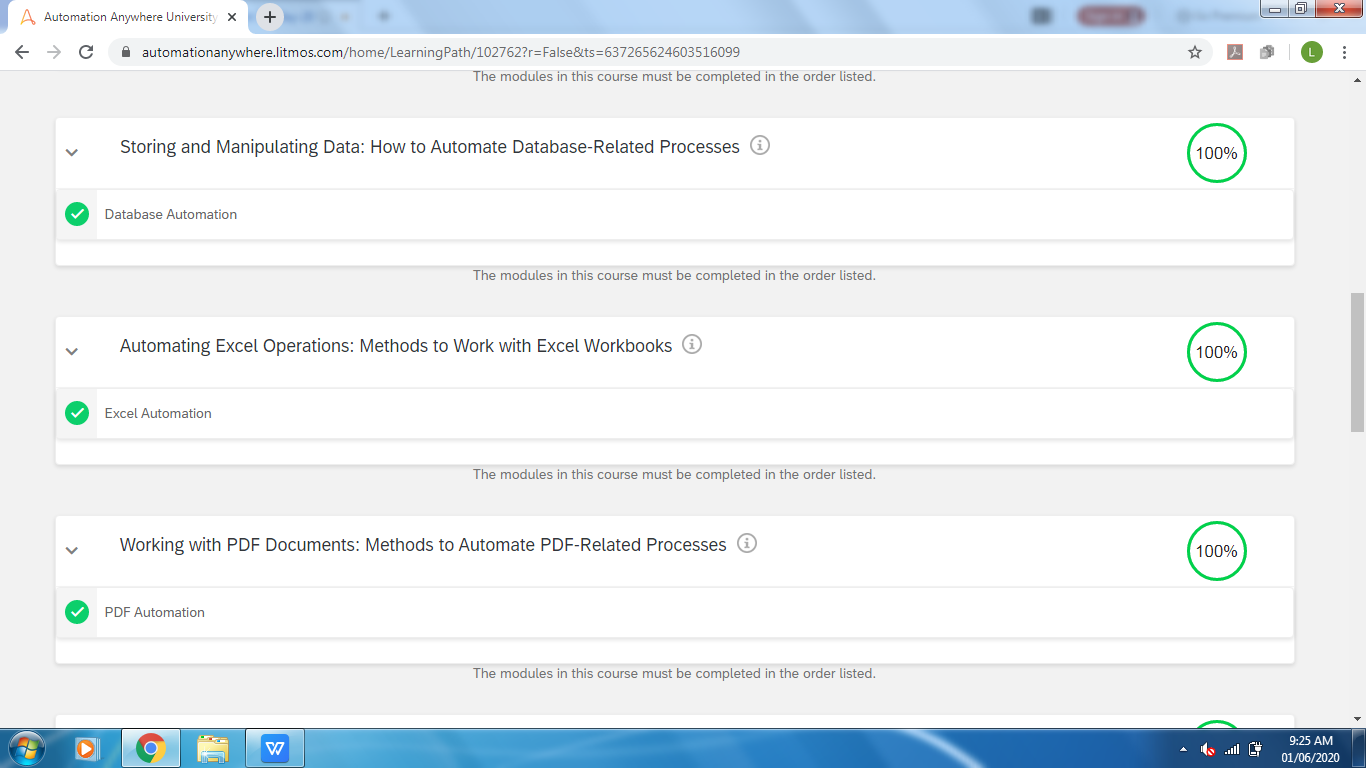 Automation Anywhere University
automationanywhere.litmos.com/home/LearningPath/102762?r=False&ts=637265624603516099
L
The modules in this course must be completed in the order listed.
Storing and Manipulating Data: How to Automate Database-Related Processes
100%
Database Automation
The modules in this course must be completed in the order listed.
Automating Excel Operations: Methods to Work with Excel Workbooks
100%
Excel Automation
The modules in this course must be completed in the order listed.
Working with PDF Documents: Methods to Automate PDF-Related Processes
100%
PDF Automation
The modules in this course must be completed in the order listed.
W
9:25 AM
01/06/2020